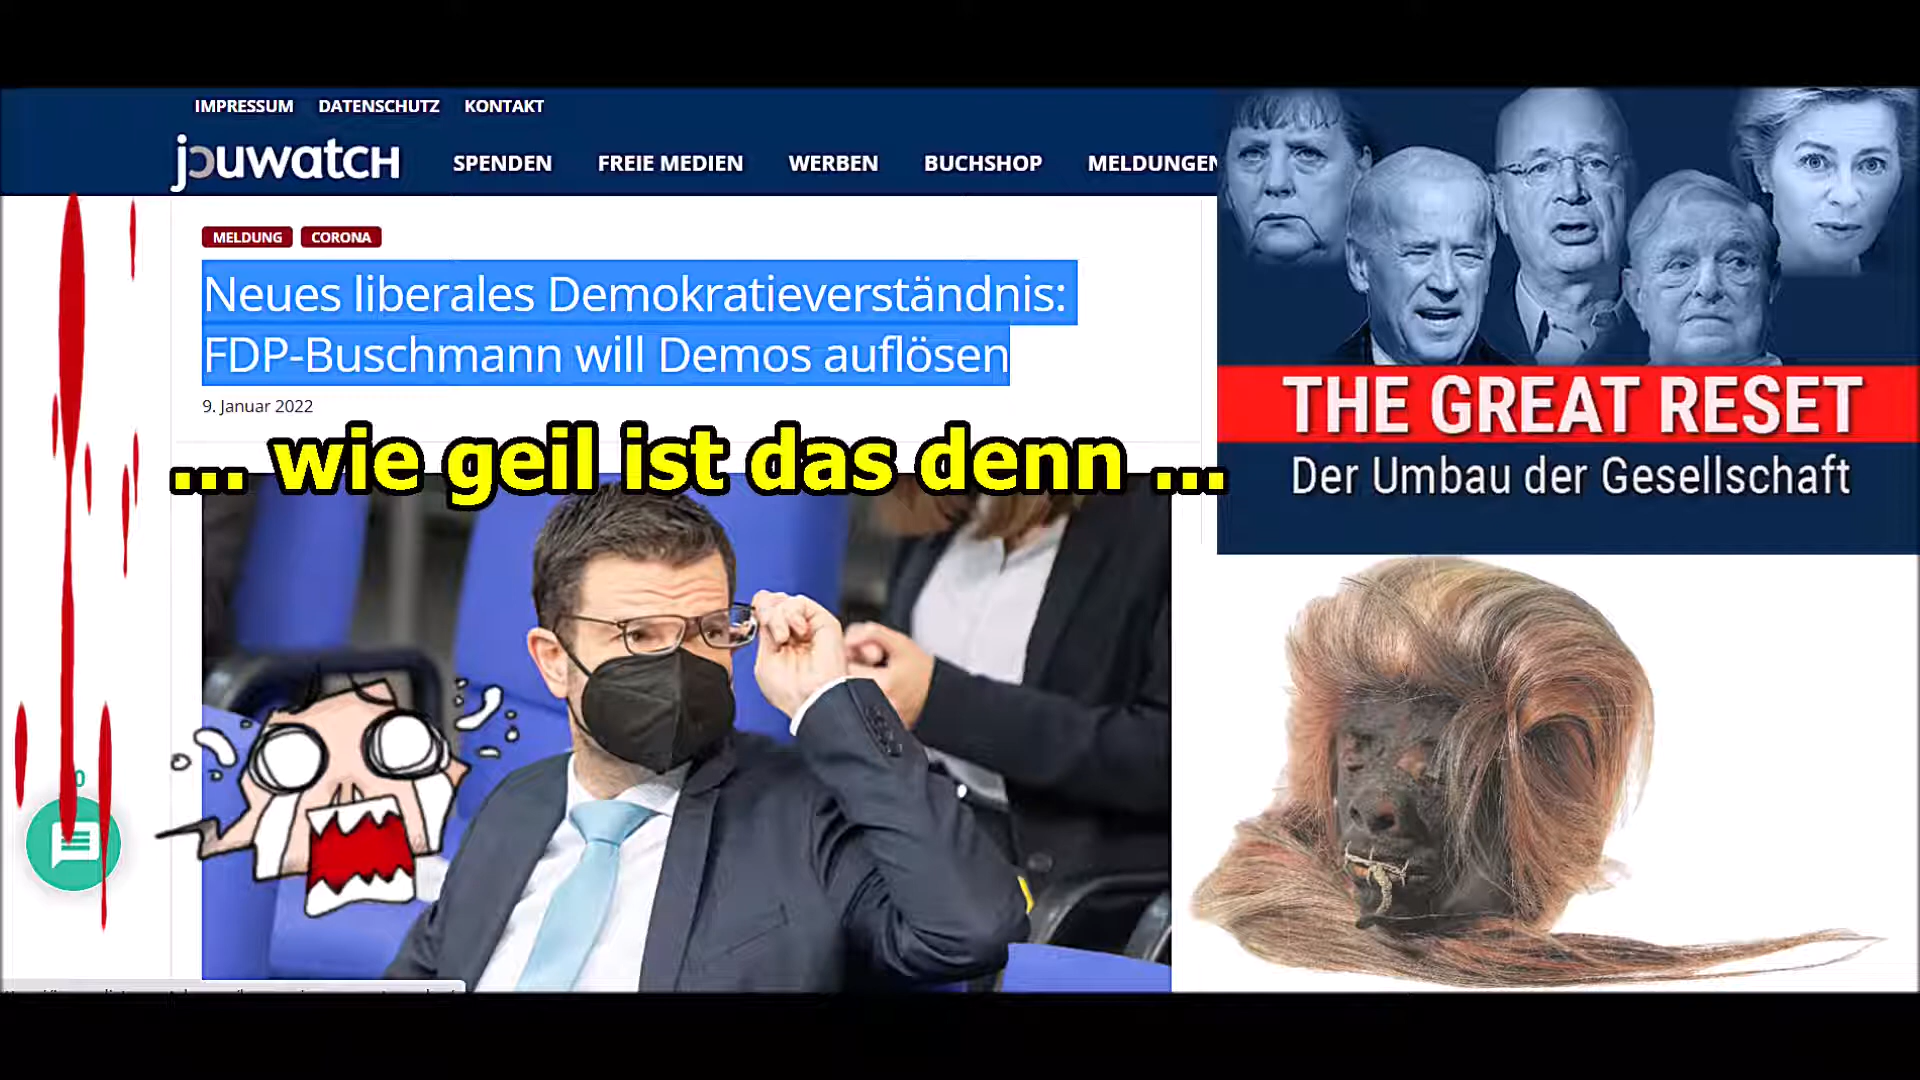 IMPRESSUM DATENSCHUTZ KONTAKT
jouwatch SPENDEN FREIE MEDIEN WERBEN BUCHSHOP MELDUNGEN
MELDUNG CORONA
Neues liberales Demokratieverständnis:
FDP-Buschmann will Demos auflösen
9. Januar 2022
... wie geil ist das denn ...
THE GREAT RESET
Der Umbau der Gesellschaft
0